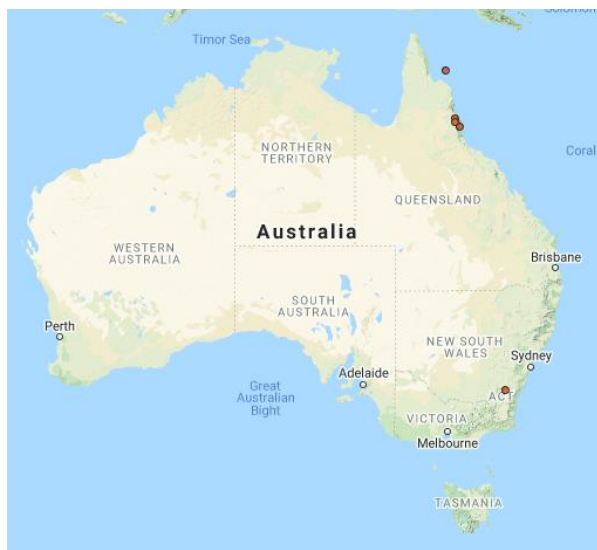 Solomon
Timor Sea
NORTHERN
TERRITORY
Coral
QUEENSLAND
Australia
WESTERN
AUSTRALIA
Brisbane
SOUTH
AUSTRALIA
Perth
NEW SOUTH
WALES
Sydney
Adelaide
Great
Australian
Bight
ACT
VICTORIA
Melbourne
TASMANIA